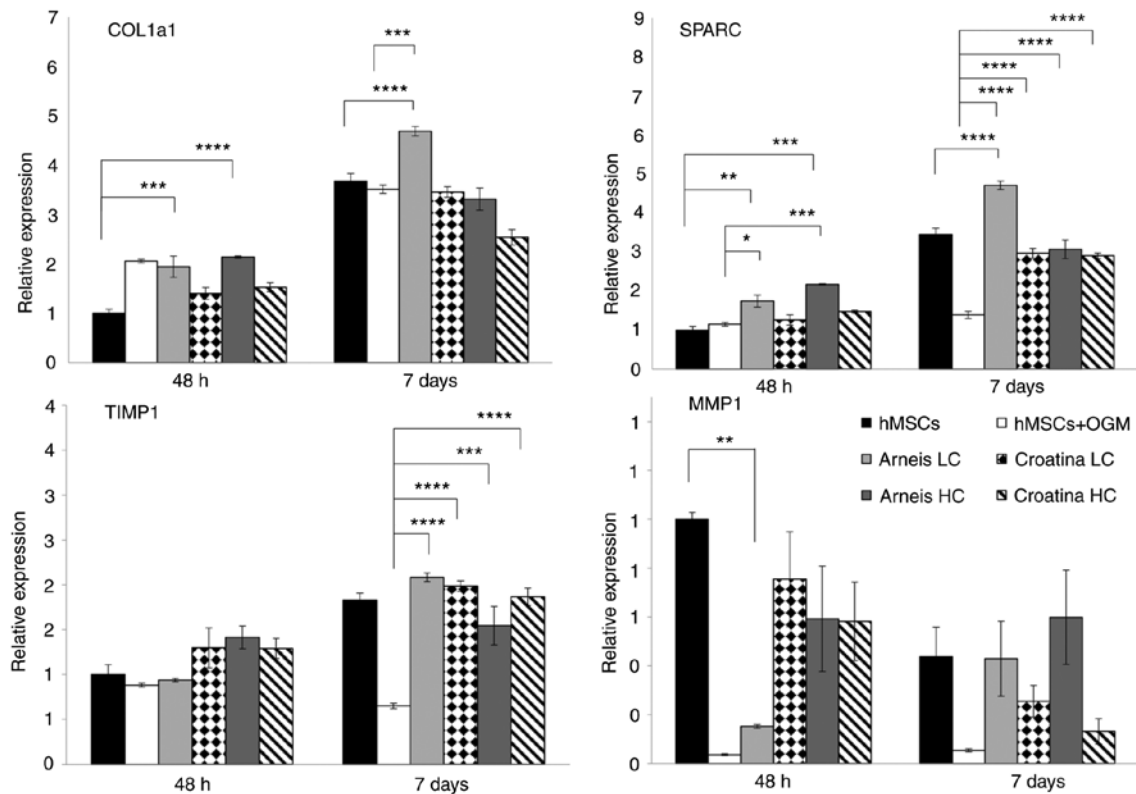 COL1a1
Relative expression
7
6
5
4
3
2
1
0
***
****
****
***
48 h
7 days
SPARC
Relative expression
9
8
7
6
5
4
3
2
1
0
****
****
****
****
****
***
**
***
*
48 h
7 days
TIMP1
Relative expression
4
4
3
3
2
2
1
1
0
****
***
****
****
48 h
7 days
MMP1
Relative expression
1
1
1
1
1
0
0
0
**
hMSCs
hMSCs+OGM
Arneis LC
Croatina LC
Arneis HC
Croatina HC
48 h
7 days